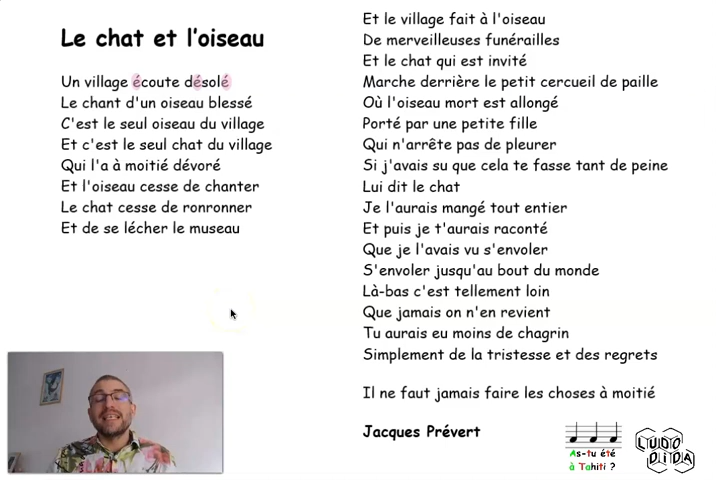 Le chat et l'oiseau
Un village écoute désolé
Le chant d'un oiseau blessé
C'est le seul oiseau du village
Et c'est le seul chat du village
Qui l'a à moitié dévoré
Et l'oiseau cesse de chanter
Le chat cesse de ronronner
Et de se lécher le museau
Et le village fait à l'oiseau
De merveilleuses funérailles
Et le chat qui est invité
Marche derrière le petit cercueil de paille
Où l'oiseau mort est allongé
Porté par une petite fille
Qui n'arrête pas de pleurer
Si j'avais su que cela te fasse tant de peine
Lui dit le chat
Je l'aurais mangé tout entier
Et puis je t'aurais raconté
Que je l'avais vu s'envoler
S'envoler jusqu'au bout du monde
Là-bas c'est tellement loin
Que jamais on n'en revient
Tu aurais eu moins de chagrin
Simplement de la tristesse et des regrets
Il ne faut jamais faire les choses à moitié
Jacques Prévert
As-tu été
à Tahiti ?
LUDO
DiDA